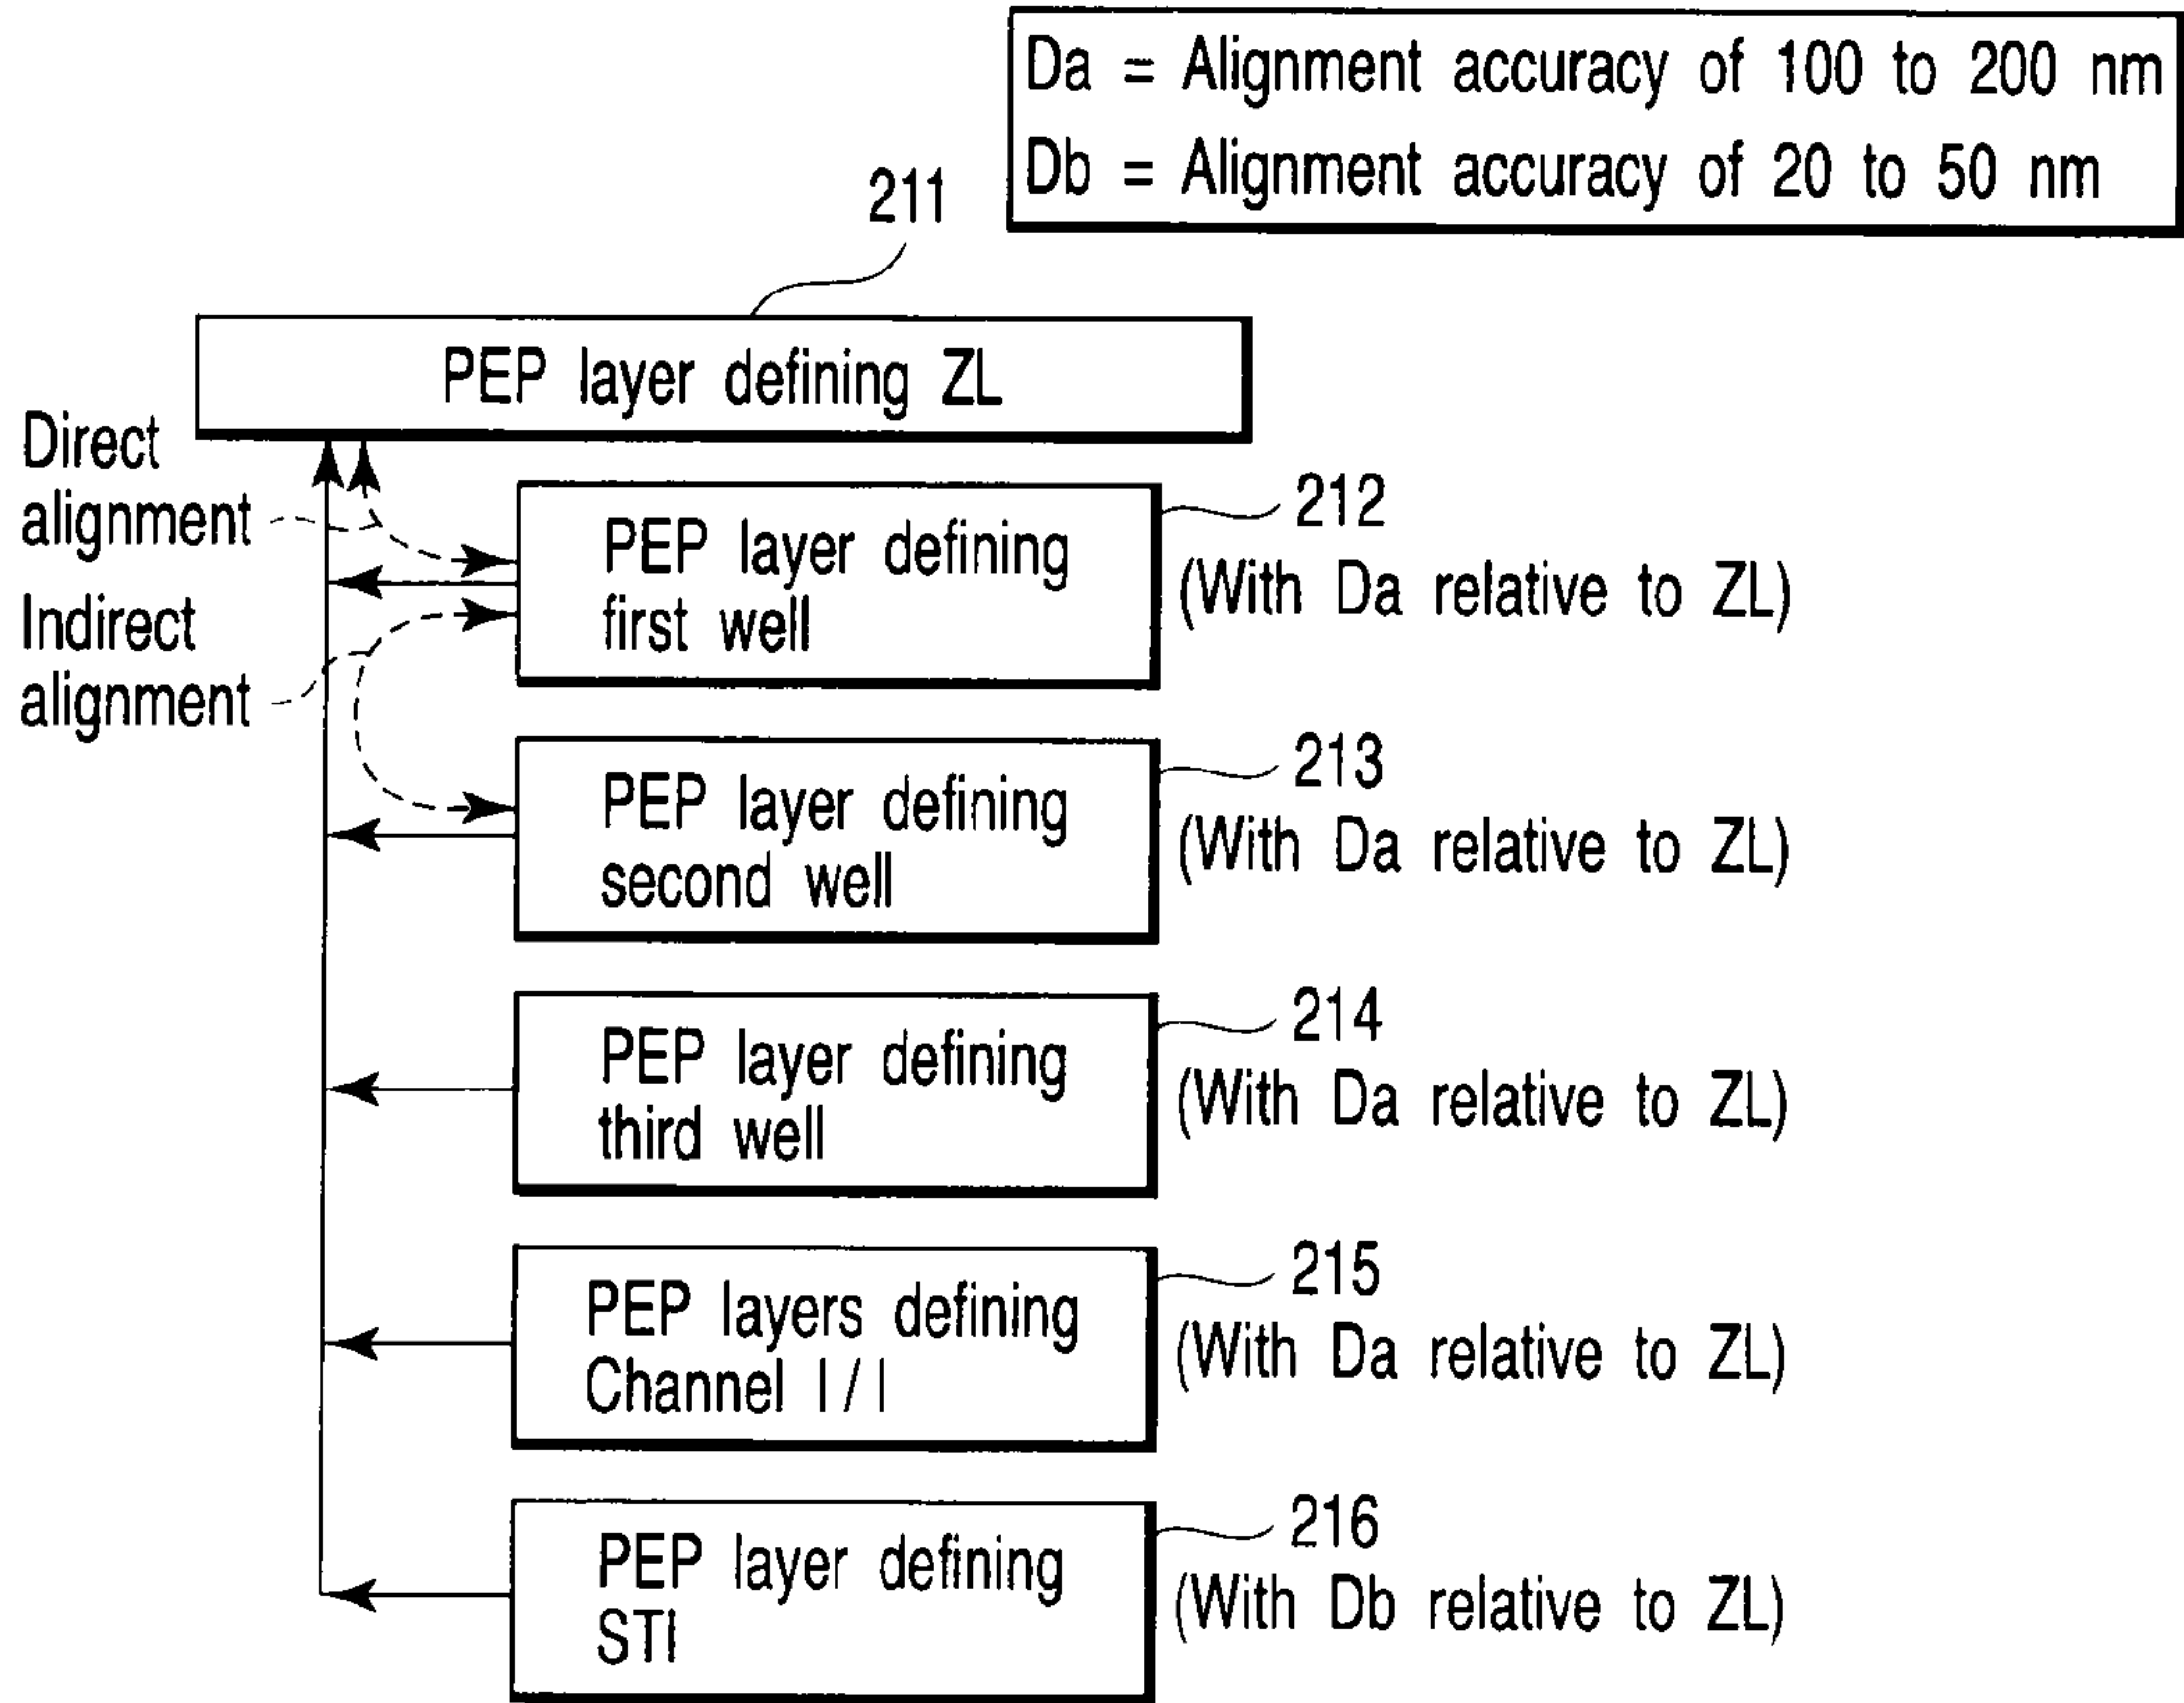 Da = Alignment accuracy of 100 to 200 nm
Db = Alignment accuracy of 20 to 50 nm
211
PEP layer defining ZL
Direct
alignment
212
PEP layer defining
first well
(With Da relative to ZL)
Indirect
alignment
213
PEP layer defining
second well
(With Da relative to ZL)
214
PEP layer defining
third well
(With Da relative to ZL)
215
PEP layers defining
Channel I / I
(With Da relative to ZL)
216
PEP layer defining
STI
(With Db relative to ZL)